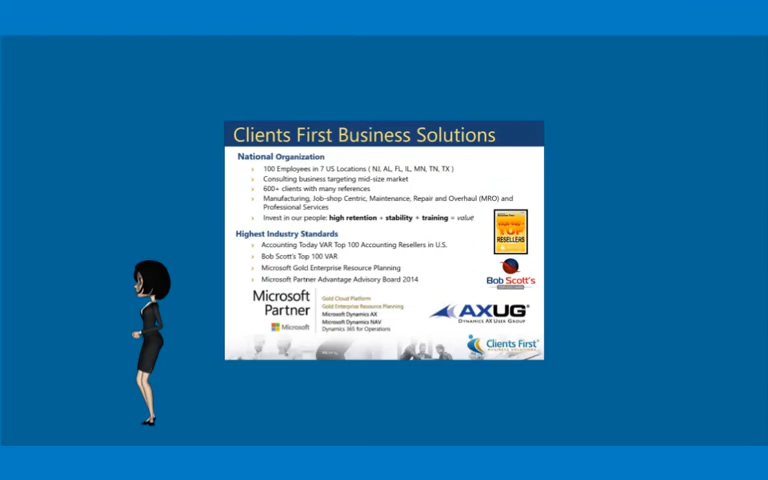 Clients First Business Solutions
National Organization
› 100 Employees in 7 US Locations ( NJ, AL, FL, IL, MN, TN, TX )
› Consulting business targeting mid-size market
› 600+ clients with many references
› Manufacturing, Job-shop Centric, Maintenance, Repair and Overhaul (MRO) and
Professional Services
› Invest in our people: high retention + stability + training = value
Highest Industry Standards
› Accounting Today VAR Top 100 Accounting Resellers in U.S.
› Bob Scott's Top 100 VAR
› Microsoft Gold Enterprise Resource Planning
› Microsoft Partner Advantage Advisory Board 2014
TOP
RESELLERS
Bob Scott's
Microsoft
Partner
Microsoft
Gold Cloud Platform
Gold Enterprise Resource Planning
Microsoft Dynamics AX
Microsoft Dynamics NAV
Dynamics 365 for Operations
AXUG
Dynamics AX User Group
Clients First
BUSINESS SOLUTIONS